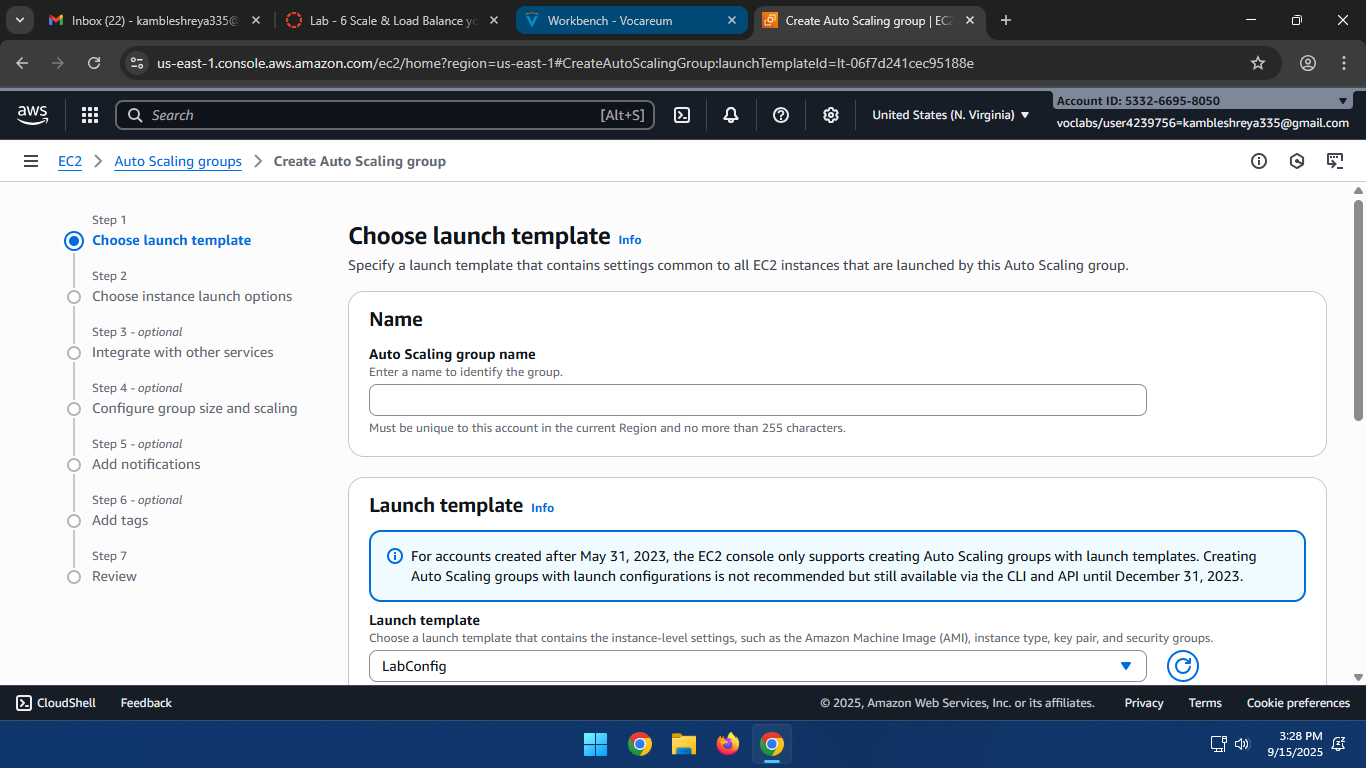 Inbox (22) - kambleshreya335@
Lab - 6 Scale & Load Balance yo
Workbench - Vocareum
Create Auto Scaling group | EC2
us-east-1.console.aws.amazon.com/ec2/home?region=us-east-1#CreateAutoScalingGroup:launchTemplateId=lt-06f7d241cec95188e
aws
Search
[Alt+S]
United States (N. Virginia)
Account ID: 5332-6695-8050
voclabs/user4239756=kambleshreya335@gmail.com
EC2
Auto Scaling groups
Create Auto Scaling group
Step 1
Choose launch template
Step 2
Choose instance launch options
Step 3 - optional
Integrate with other services
Step 4 - optional
Configure group size and scaling
Step 5 - optional
Add notifications
Step 6 - optional
Add tags
Step 7
Review
Choose launch template Info
Specify a launch template that contains settings common to all EC2 instances that are launched by this Auto Scaling group.
Name
Auto Scaling group name
Enter a name to identify the group.
Must be unique to this account in the current Region and no more than 255 characters.
Launch template Info
For accounts created after May 31, 2023, the EC2 console only supports creating Auto Scaling groups with launch templates. Creating
Auto Scaling groups with launch configurations is not recommended but still available via the CLI and API until December 31, 2023.
Launch template
Choose a launch template that contains the instance-level settings, such as the Amazon Machine Image (AMI), instance type, key pair, and security groups.
LabConfig
CloudShell
Feedback
© 2025, Amazon Web Services, Inc. or its affiliates.
Privacy
Terms
Cookie preferences
3:28 PM
9/15/2025